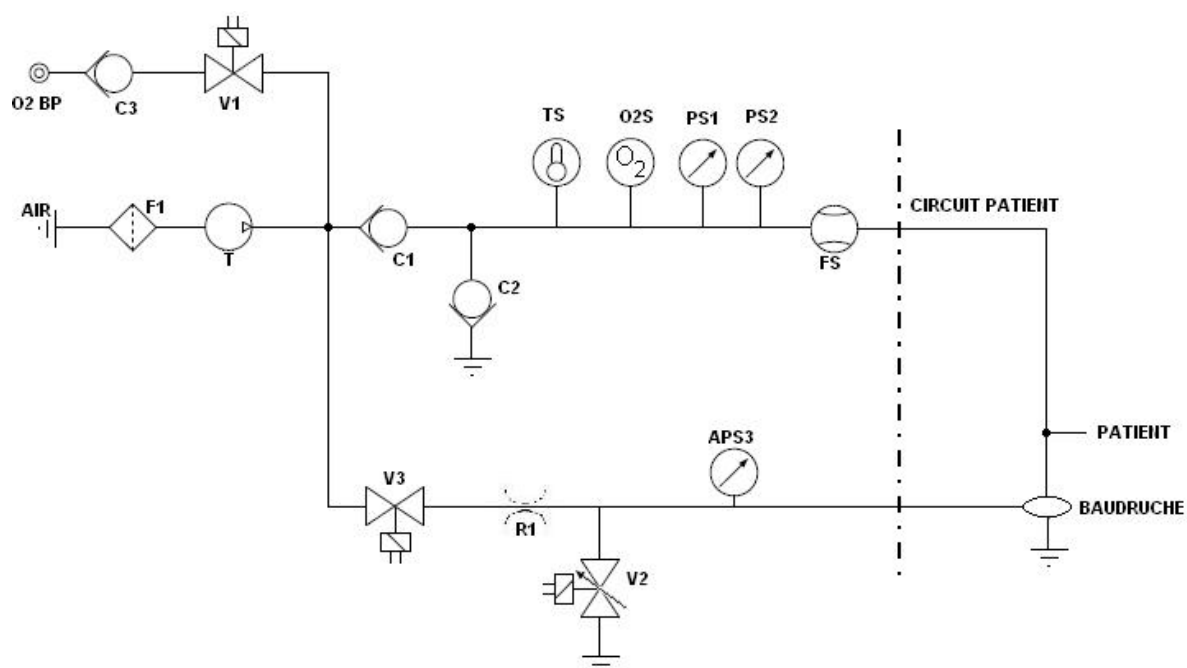 TS
O2S
PS1
PS2
O2 BP
C3
V1
O2
AIR
F1
CIRCUIT PATIENT
T
C1
FS
C2
PATIENT
APS3
V3
BAUDRUCHE
R1
V2